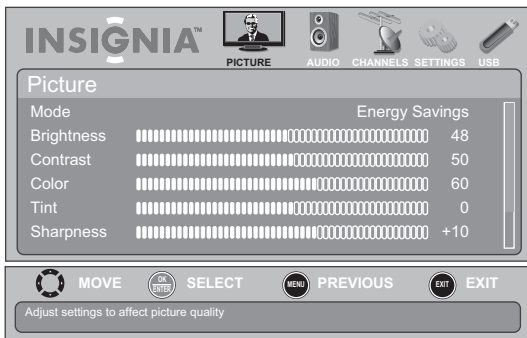 INSIGNIA™
PICTURE AUDIO CHANNELS SETTINGS USB
Picture
Mode Energy Savings
Brightness 48
Contrast 50
Color 60
Tint 0
Sharpness +10
MOVE OK ENTER SELECT MENU PREVIOUS EXIT EXIT
Adjust settings to affect picture quality